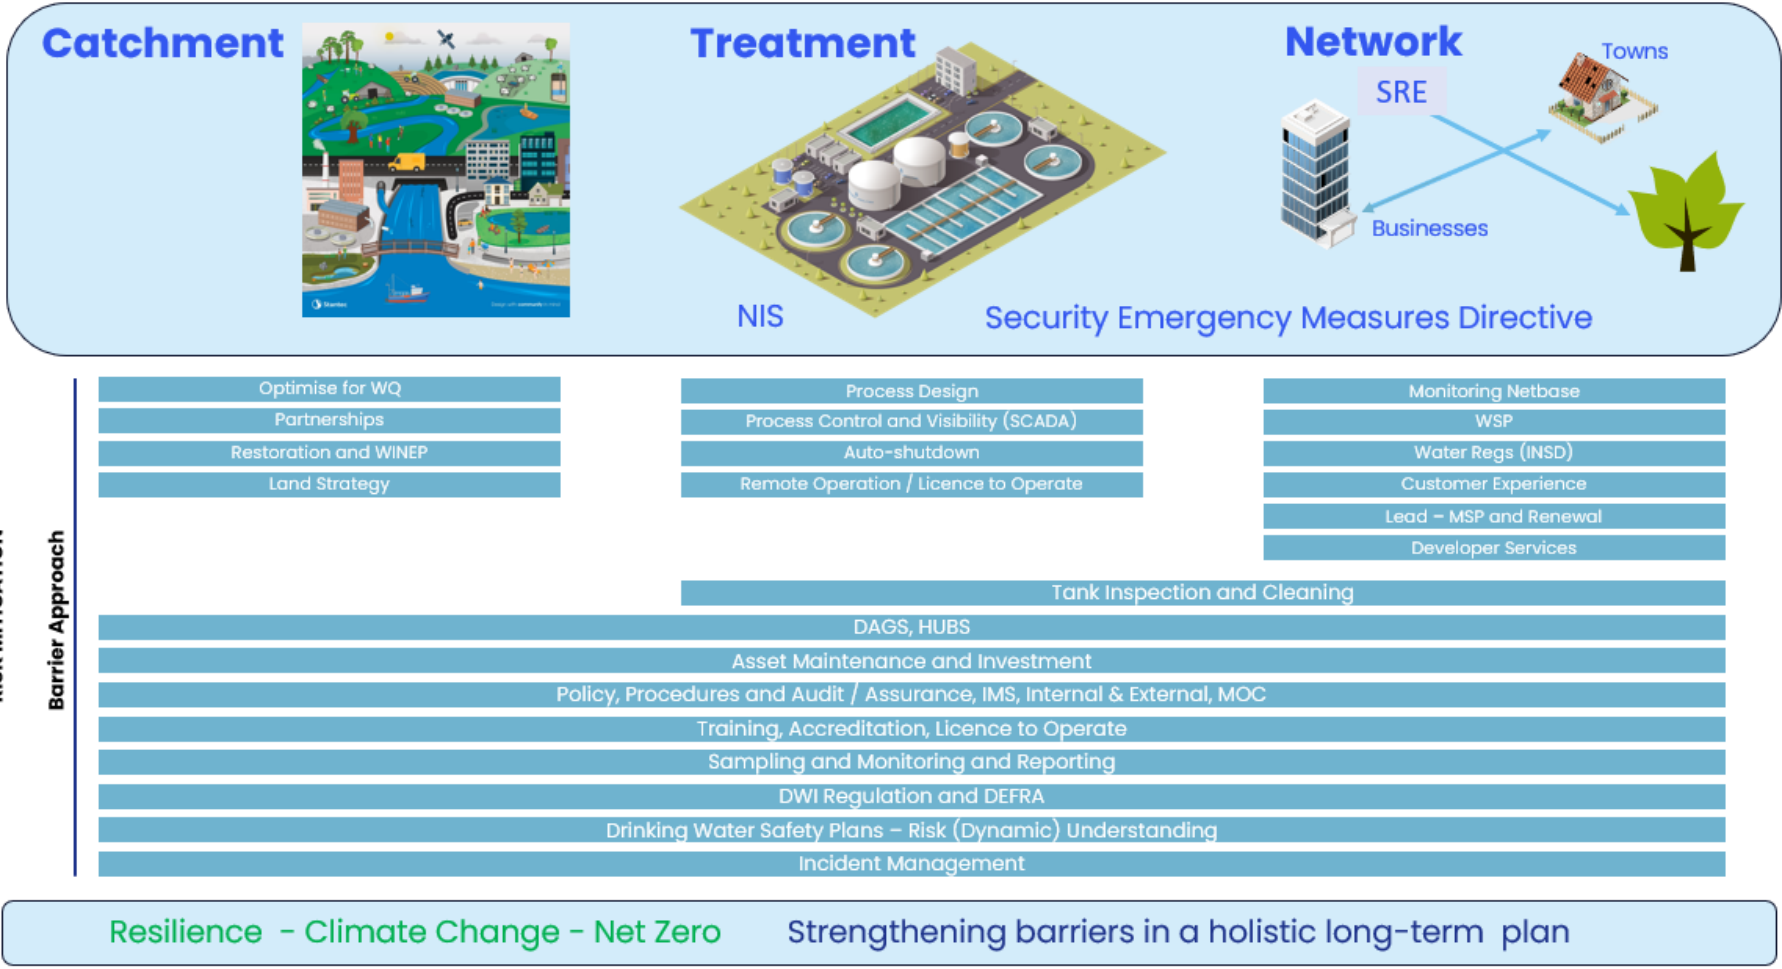 Catchment
Treatment
Network
SRE
Towns
Businesses
Stantec
NIS
Security Emergency Measures Directive
Barrier Approach
Optimise for WQ
Partnerships
Restoration and WINEP
Land Strategy
Process Design
Process Control and Visibility (SCADA)
Auto-shutdown
Remote Operation / Licence to Operate
Monitoring Netbase
WSP
Water Regs (INSD)
Customer Experience
Lead – MSP and Renewal
Developer Services
Tank Inspection and Cleaning
DAGS, HUBS
Asset Maintenance and Investment
Policy, Procedures and Audit / Assurance, IMS, Internal & External, MOC
Training, Accreditation, Licence to Operate
Sampling and Monitoring and Reporting
DWI Regulation and DEFRA
Drinking Water Safety Plans – Risk (Dynamic) Understanding
Incident Management
Resilience - Climate Change - Net Zero Strengthening barriers in a holistic long-term plan